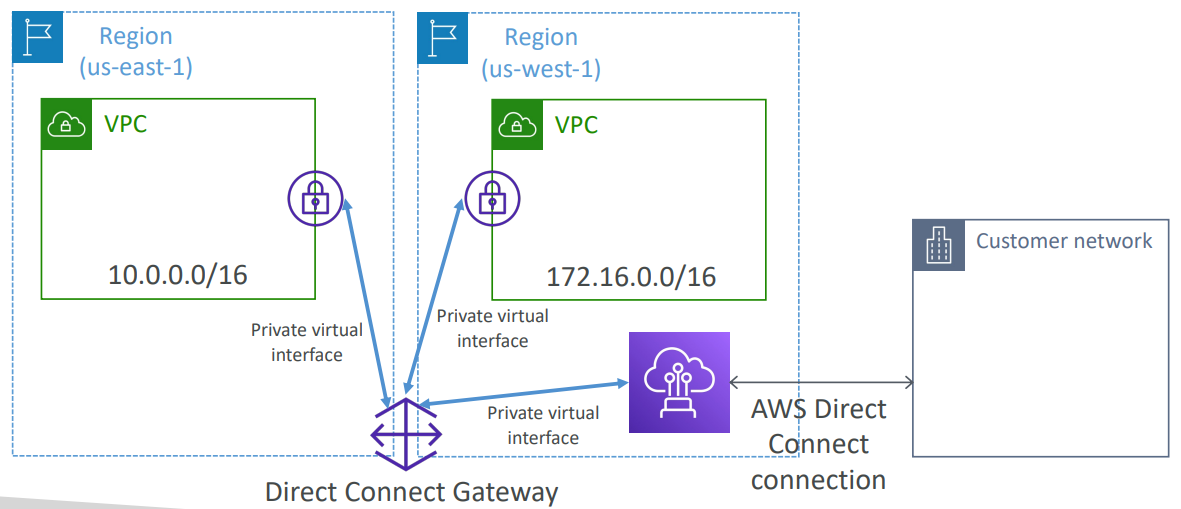 Region
(us-east-1)
Region
(us-west-1)
VPC
VPC
10.0.0.0/16
172.16.0.0/16
Customer network
Private virtual
interface
Private virtual
interface
Private virtual
interface
AWS Direct
Connect
connection
Direct Connect Gateway